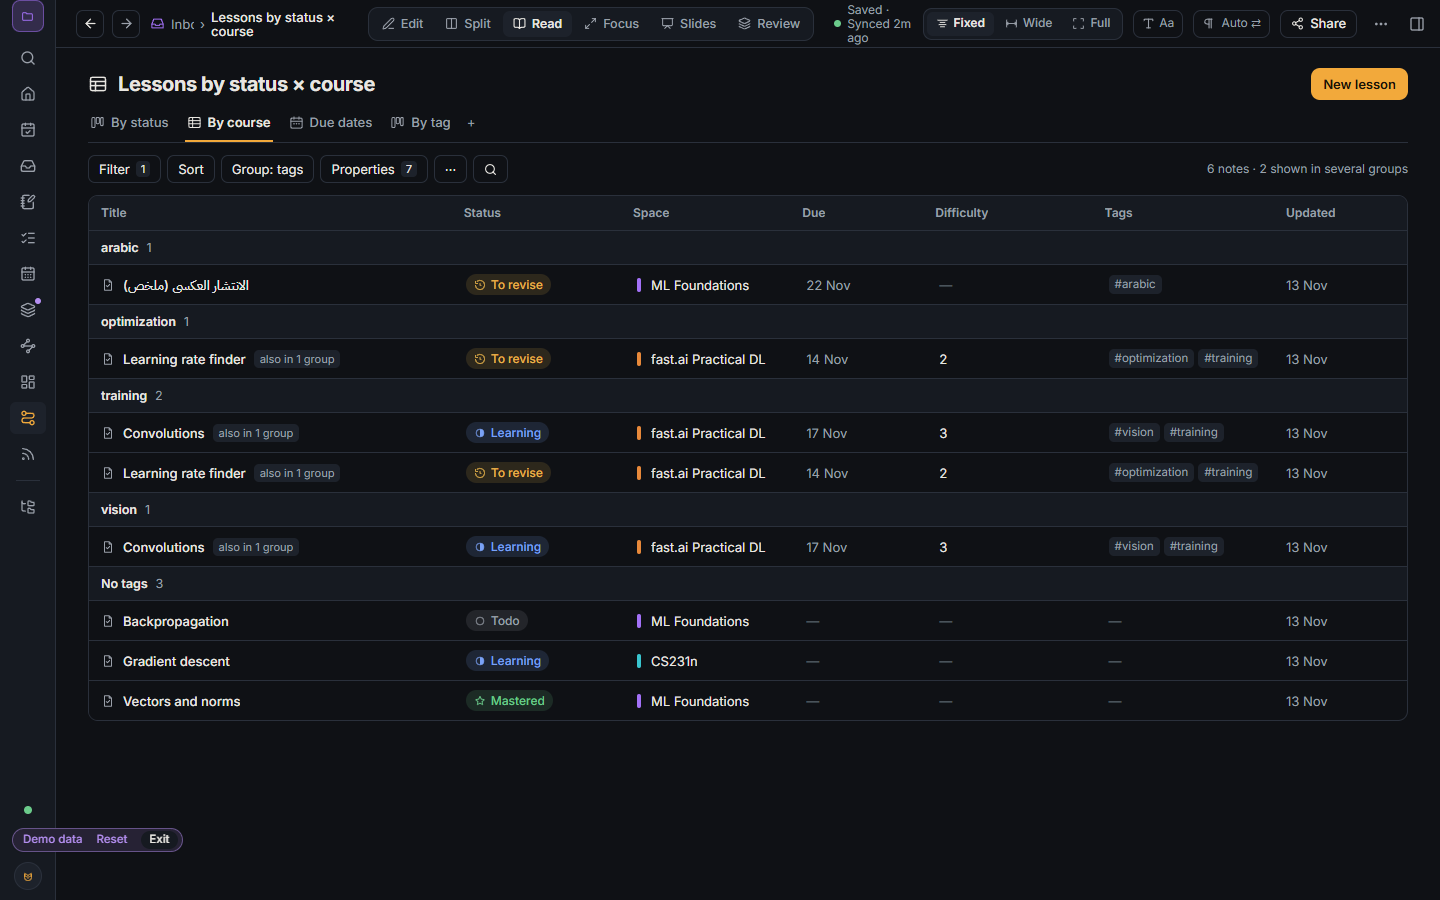 Inbc › Lessons by status × course
Edit Split Read Focus Slides Review
Saved · Synced 2m ago
Fixed Wide Full
Aa
Auto
Share
Lessons by status × course
New lesson
By status By course Due dates By tag +
Filter 1 Sort Group: tags Properties 7 ...
6 notes · 2 shown in several groups
Title Status Space Due Difficulty Tags Updated
arabic 1
الانتشار العكسي (ملخص) To revise ML Foundations 22 Nov — #arabic 13 Nov
optimization 1
Learning rate finder also in 1 group To revise fast.ai Practical DL 14 Nov 2 #optimization #training 13 Nov
training 2
Convolutions also in 1 group Learning fast.ai Practical DL 17 Nov 3 #vision #training 13 Nov
Learning rate finder also in 1 group To revise fast.ai Practical DL 14 Nov 2 #optimization #training 13 Nov
vision 1
Convolutions also in 1 group Learning fast.ai Practical DL 17 Nov 3 #vision #training 13 Nov
No tags 3
Backpropagation Todo ML Foundations — — — 13 Nov
Gradient descent Learning CS231n — — — 13 Nov
Vectors and norms Mastered ML Foundations — — — 13 Nov
Demo data Reset Exit